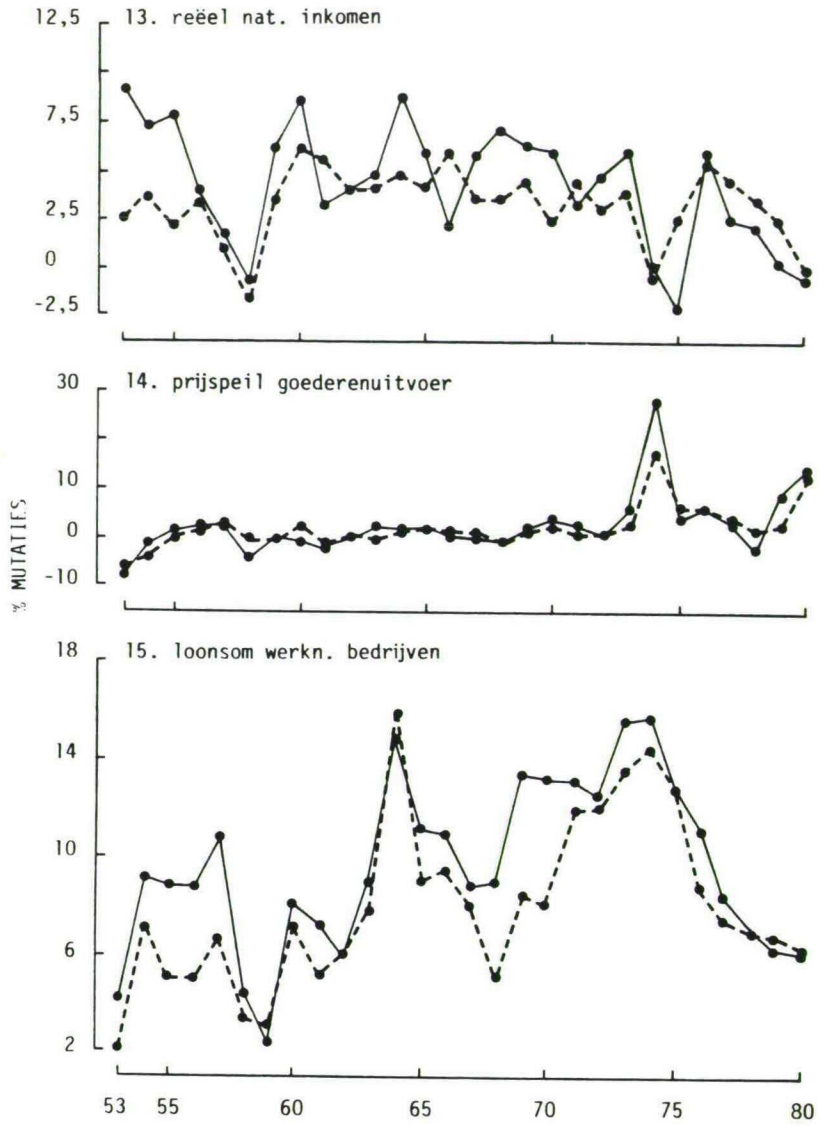 13. reëel nat. inkomen
12,5
7,5
2,5
0
-2,5
14. prijspeil goederenuitvoer
30
10
0
-10
% MUTATIES
15. loonsom werkn. bedrijven
18
14
10
6
2
53 55 60 65 70 75 80